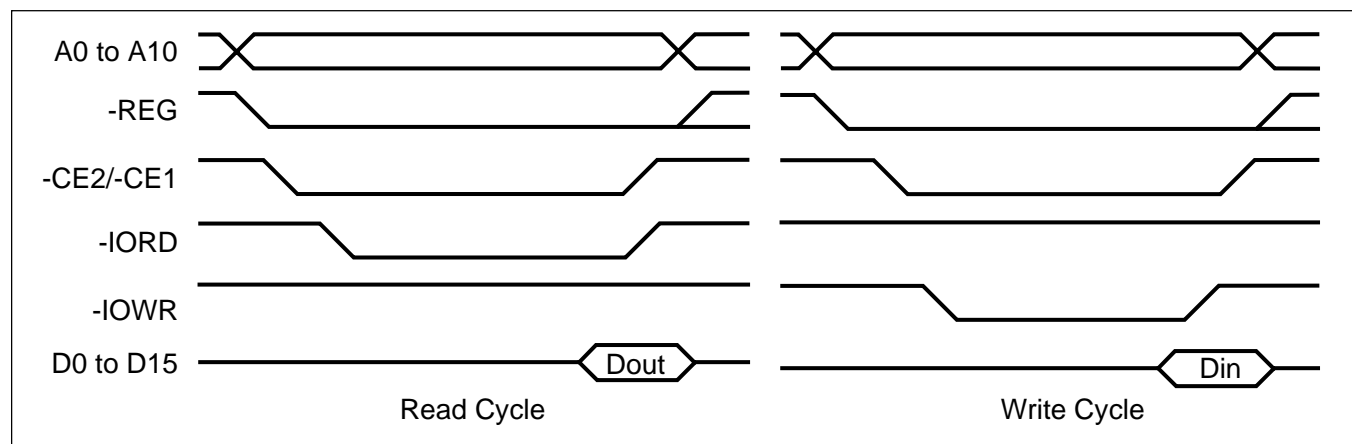 A0 to A10
-REG
-CE2/-CE1
-IORD
-IOWR
D0 to D15
Dout
Din
Read Cycle
Write Cycle